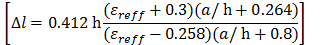 [Δl = 0.412 h (ε_reff + 0.3)(a/ h + 0.264) / (ε_reff − 0.258)(a/ h + 0.8)]